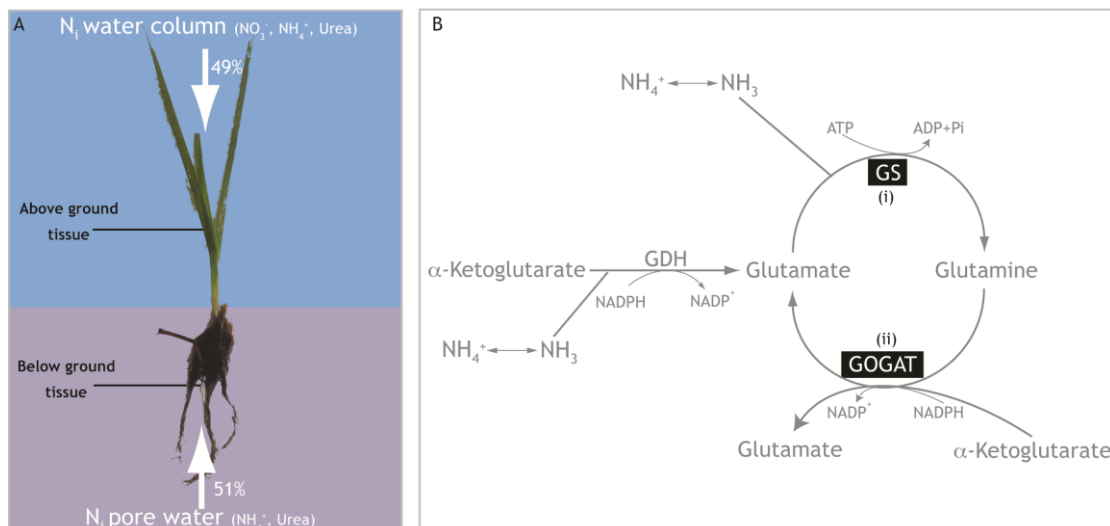 A
Nᵢ water column (NO₃⁻, NH₄⁺, Urea)
49%
Above ground
tissue
Below ground
tissue
51%
Nᵢ pore water (NH₄⁺, Urea)
B
NH₄⁺ ⟷ NH₃
ATP
ADP+Pi
GS
(i)
α-Ketoglutarate
GDH
Glutamate
Glutamine
NADPH
NADP⁺
NH₄⁺ ⟷ NH₃
(ii)
GOGAT
NADP⁺
NADPH
Glutamate
α-Ketoglutarate